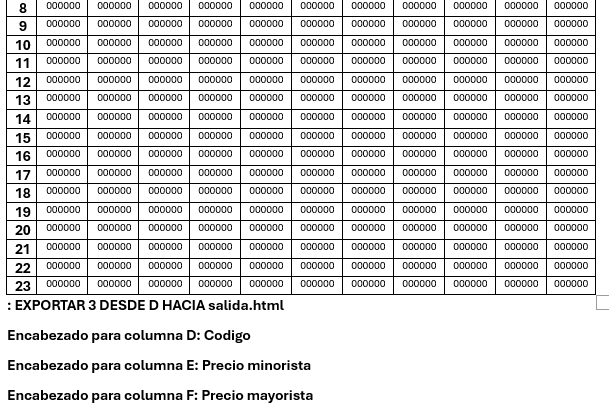 8 000000 000000 000000 000000 000000 000000 000000 000000 000000 000000 000000
9 000000 000000 000000 000000 000000 000000 000000 000000 000000 000000 000000
10 000000 000000 000000 000000 000000 000000 000000 000000 000000 000000 000000
11 000000 000000 000000 000000 000000 000000 000000 000000 000000 000000 000000
12 000000 000000 000000 000000 000000 000000 000000 000000 000000 000000 000000
13 000000 000000 000000 000000 000000 000000 000000 000000 000000 000000 000000
14 000000 000000 000000 000000 000000 000000 000000 000000 000000 000000 000000
15 000000 000000 000000 000000 000000 000000 000000 000000 000000 000000 000000
16 000000 000000 000000 000000 000000 000000 000000 000000 000000 000000 000000
17 000000 000000 000000 000000 000000 000000 000000 000000 000000 000000 000000
18 000000 000000 000000 000000 000000 000000 000000 000000 000000 000000 000000
19 000000 000000 000000 000000 000000 000000 000000 000000 000000 000000 000000
20 000000 000000 000000 000000 000000 000000 000000 000000 000000 000000 000000
21 000000 000000 000000 000000 000000 000000 000000 000000 000000 000000 000000
22 000000 000000 000000 000000 000000 000000 000000 000000 000000 000000 000000
23 000000 000000 000000 000000 000000 000000 000000 000000 000000 000000 000000
: EXPORTAR 3 DESDE D HACIA salida.html
Encabezado para columna D: Codigo
Encabezado para columna E: Precio minorista
Encabezado para columna F: Precio mayorista